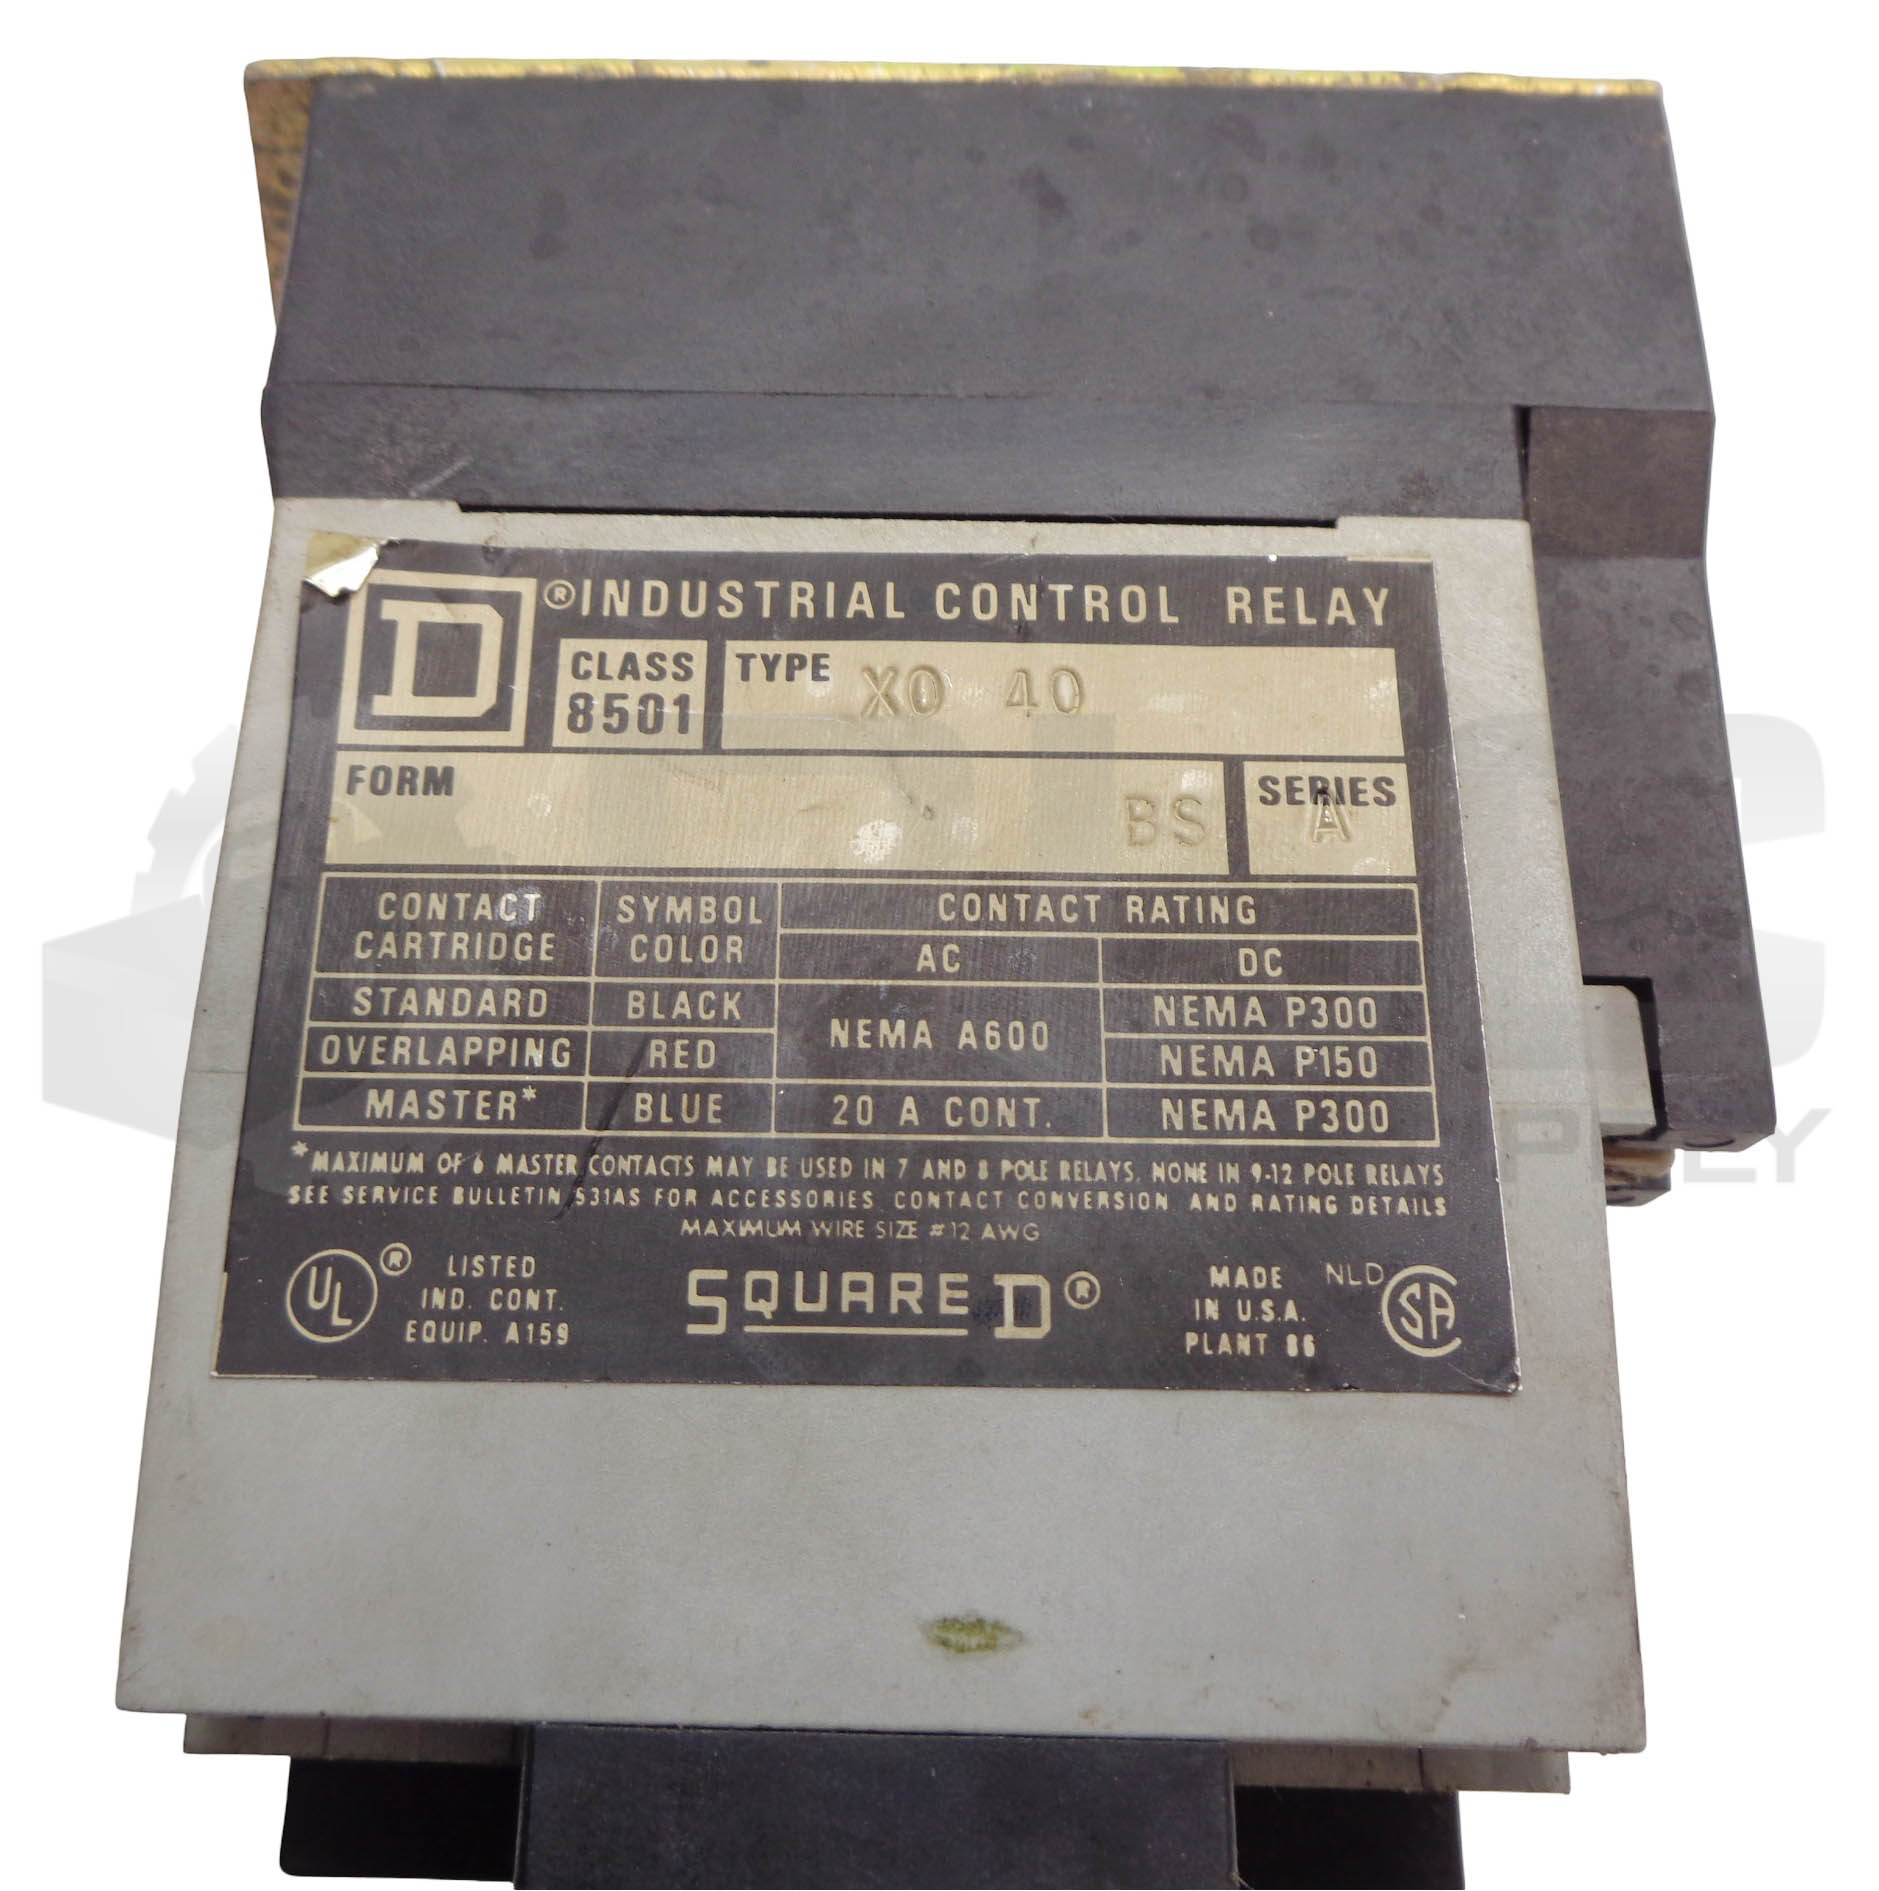 D ® INDUSTRIAL CONTROL RELAY
CLASS 8501 TYPE XO 40
FORM BS SERIES A
CONTACT CARTRIDGE SYMBOL COLOR CONTACT RATING
AC DC
STANDARD BLACK NEMA A600 NEMA P300
OVERLAPPING RED NEMA P150
MASTER* BLUE 20 A CONT. NEMA P300
*MAXIMUM OF 6 MASTER CONTACTS MAY BE USED IN 7 AND 8 POLE RELAYS. NONE IN 9-12 POLE RELAYS
SEE SERVICE BULLETIN 531AS FOR ACCESSORIES, CONTACT CONVERSION AND RATING DETAILS
MAXIMUM WIRE SIZE #12 AWG
UL ® LISTED
IND. CONT.
EQUIP. A159
SQUARE D ®
MADE
IN U.S.A.
PLANT 86
NLD
SA